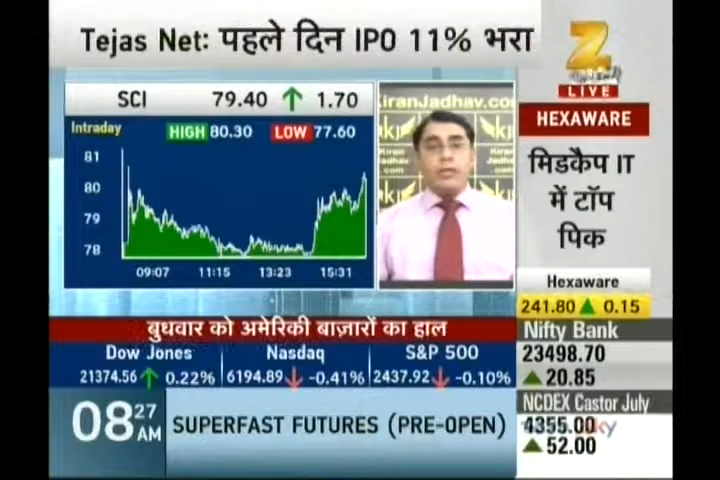 Tejas Net: पहले दिन IPO 11% भरा
LIVE
SCI 79.40 1.70
Intraday HIGH 80.30 LOW 77.60
81
80
79
78
09:07 11:15 13:23 15:31
KiranJadhav.com
Kiran
Jadhav
.com
HEXAWARE
मिडकैप IT
में टॉप
पिक
Hexaware
241.80 0.15
Nifty Bank
23498.70
20.85
NCDEX Castor July
4355.00
52.00
बुधवार को अमेरिकी बाज़ारों का हाल
Dow Jones Nasdaq S&P 500
21374.56 0.22% 6194.89 -0.41% 2437.92 -0.10%
08 27 AM
SUPERFAST FUTURES (PRE-OPEN)